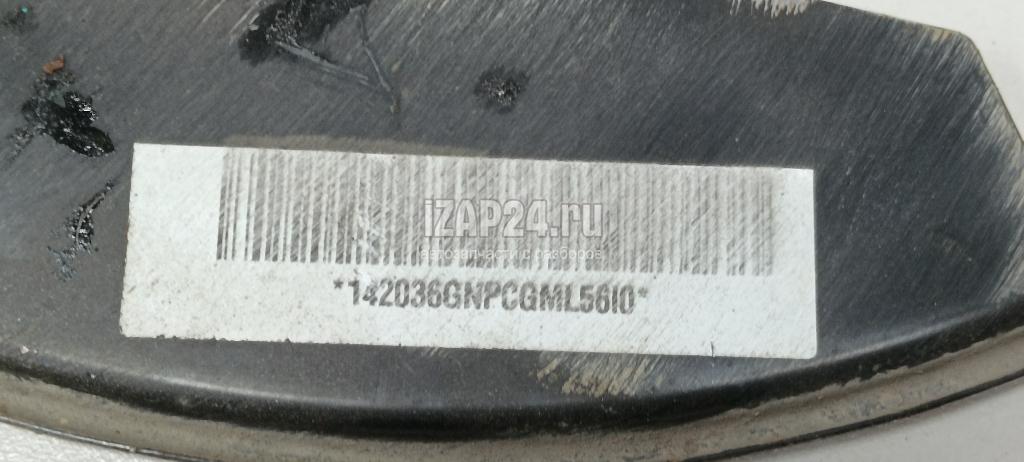 iZAP24.ru
автозапчасти с разборов
*142036GNPCGML56I0*